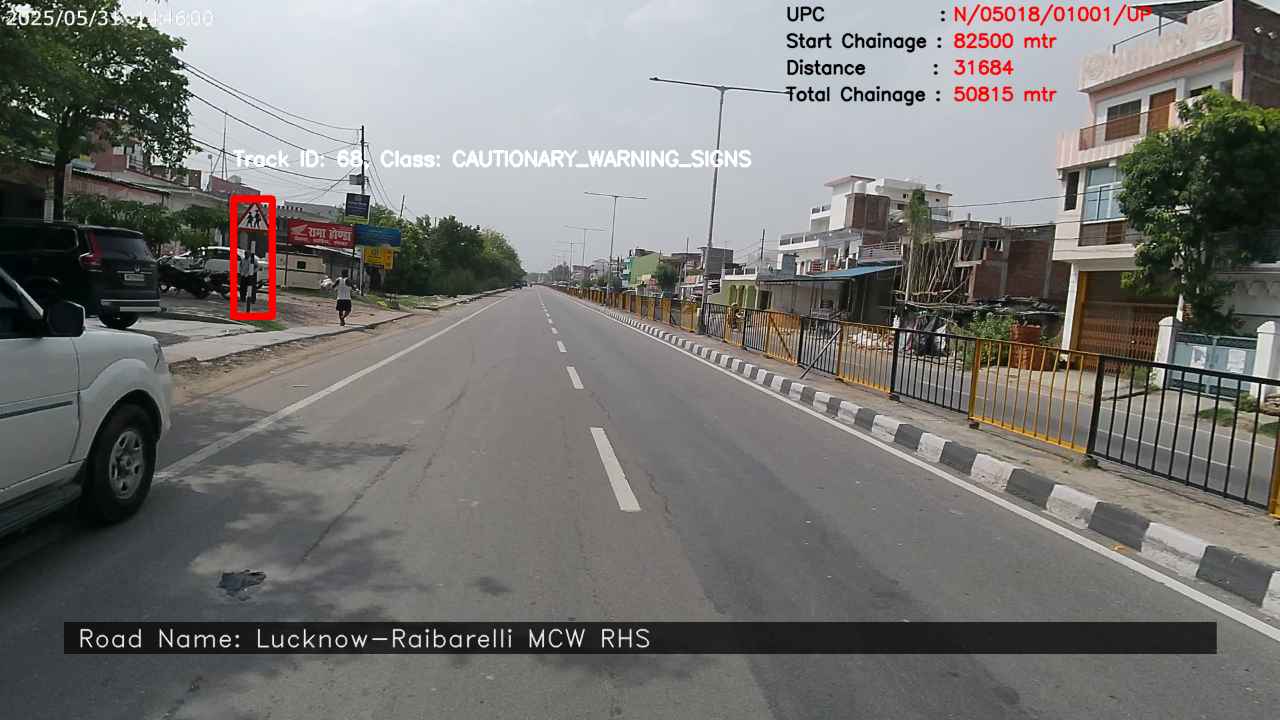 2025/05/31 14:46:00
UPC : N/05018/01001/UP
Start Chainage : 82500 mtr
Distance : 31684
Total Chainage : 50815 mtr
Track ID: 68, Class: CAUTIONARY_WARNING_SIGNS
रामा होण्डा
Road Name: Lucknow-Raibarelli MCW RHS